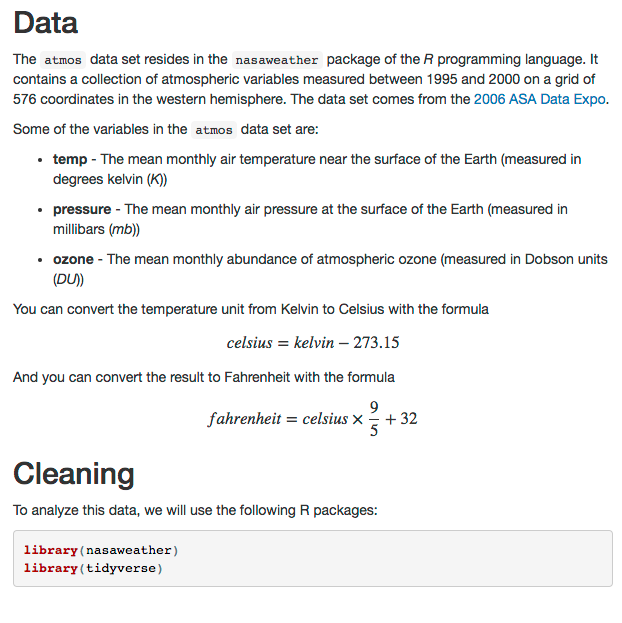 Data
The atmos data set resides in the nasaweather package of the R programming language. It
contains a collection of atmospheric variables measured between 1995 and 2000 on a grid of
576 coordinates in the western hemisphere. The data set comes from the 2006 ASA Data Expo.
Some of the variables in the atmos data set are:
• temp - The mean monthly air temperature near the surface of the Earth (measured in
degrees kelvin (K))
• pressure - The mean monthly air pressure at the surface of the Earth (measured in
millibars (mb))
• ozone - The mean monthly abundance of atmospheric ozone (measured in Dobson units
(DU))
You can convert the temperature unit from Kelvin to Celsius with the formula
celsius = kelvin − 273.15
And you can convert the result to Fahrenheit with the formula
fahrenheit = celsius × 9/5 + 32
Cleaning
To analyze this data, we will use the following R packages:
library(nasaweather)
library(tidyverse)